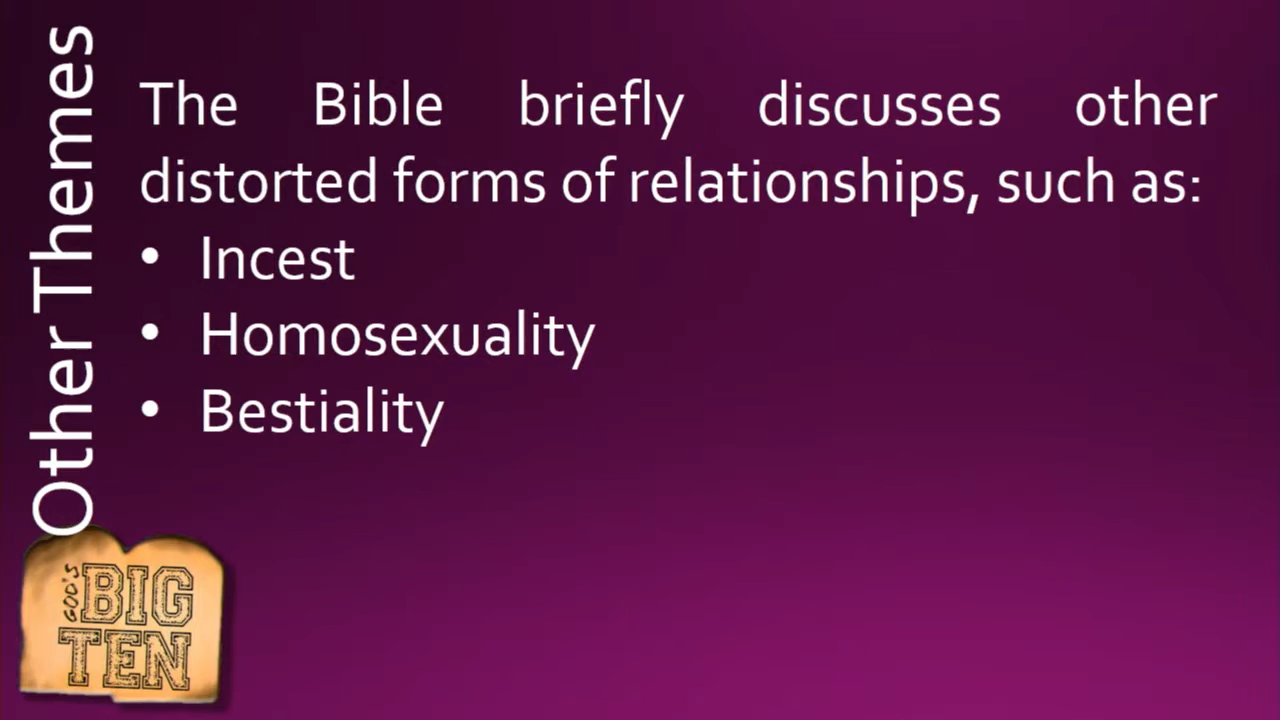 Other Themes
The Bible briefly discusses other
distorted forms of relationships, such as:
• Incest
• Homosexuality
• Bestiality
GOD'S
BIG
TEN